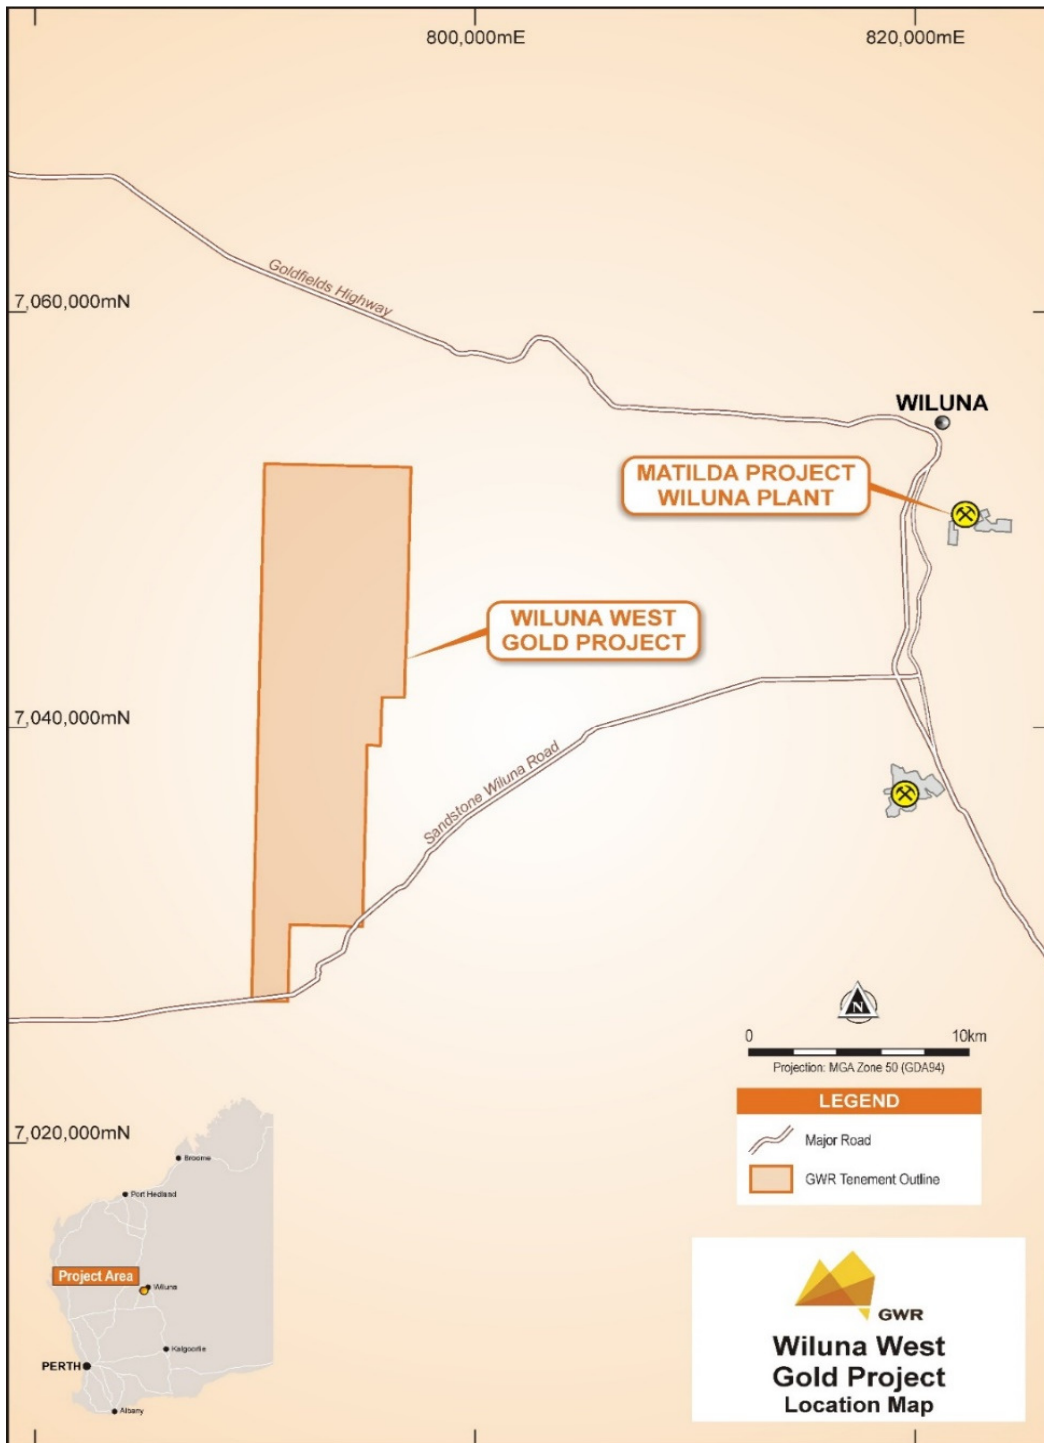 800,000mE
820,000mE
7,060,000mN
Goldfields Highway
WILUNA
MATILDA PROJECT
WILUNA PLANT
WILUNA WEST
GOLD PROJECT
7,040,000mN
Sandstone Wiluna Road
N
0 10km
Projection: MGA Zone 50 (GDA94)
LEGEND
Major Road
GWR Tenement Outline
7,020,000mN
Broome
Port Hedland
Project Area
Wiluna
Kalgoorlie
PERTH
Albany
GWR
Wiluna West
Gold Project
Location Map